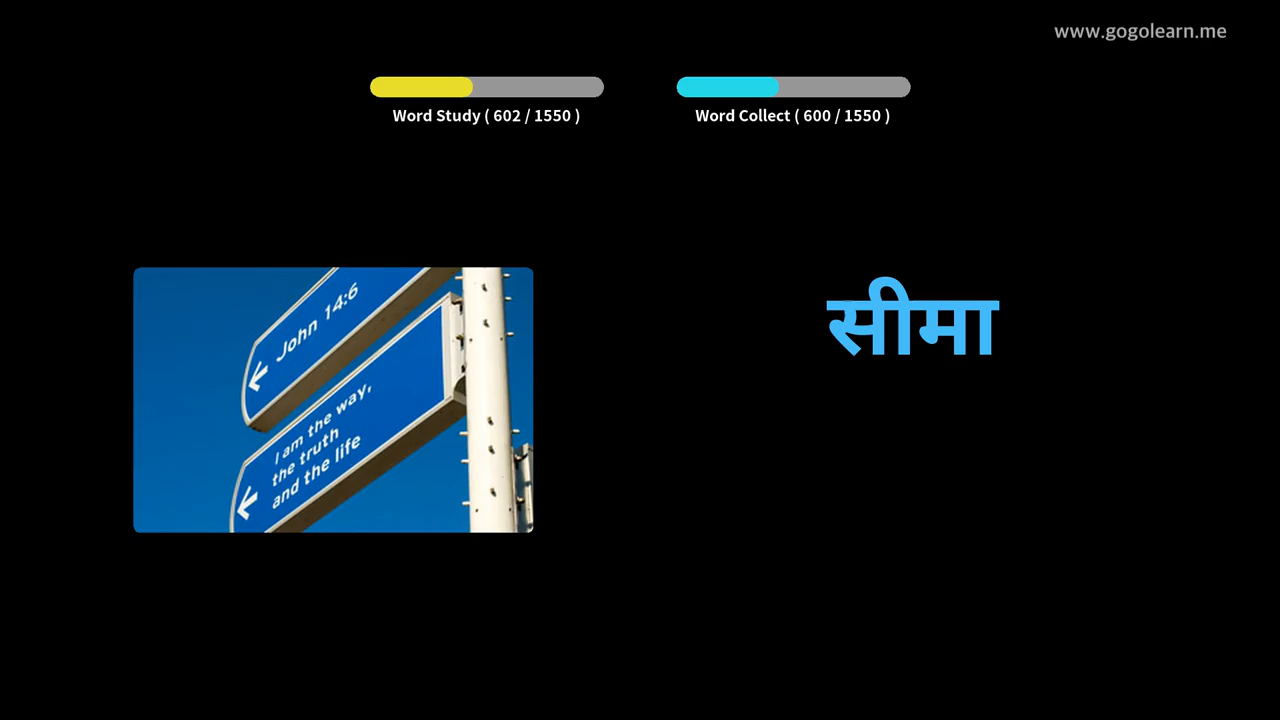 www.gogolearn.me
Word Study ( 602 / 1550 )
Word Collect ( 600 / 1550 )
John 14:6
I am the way,
the truth
and the life
सीमा